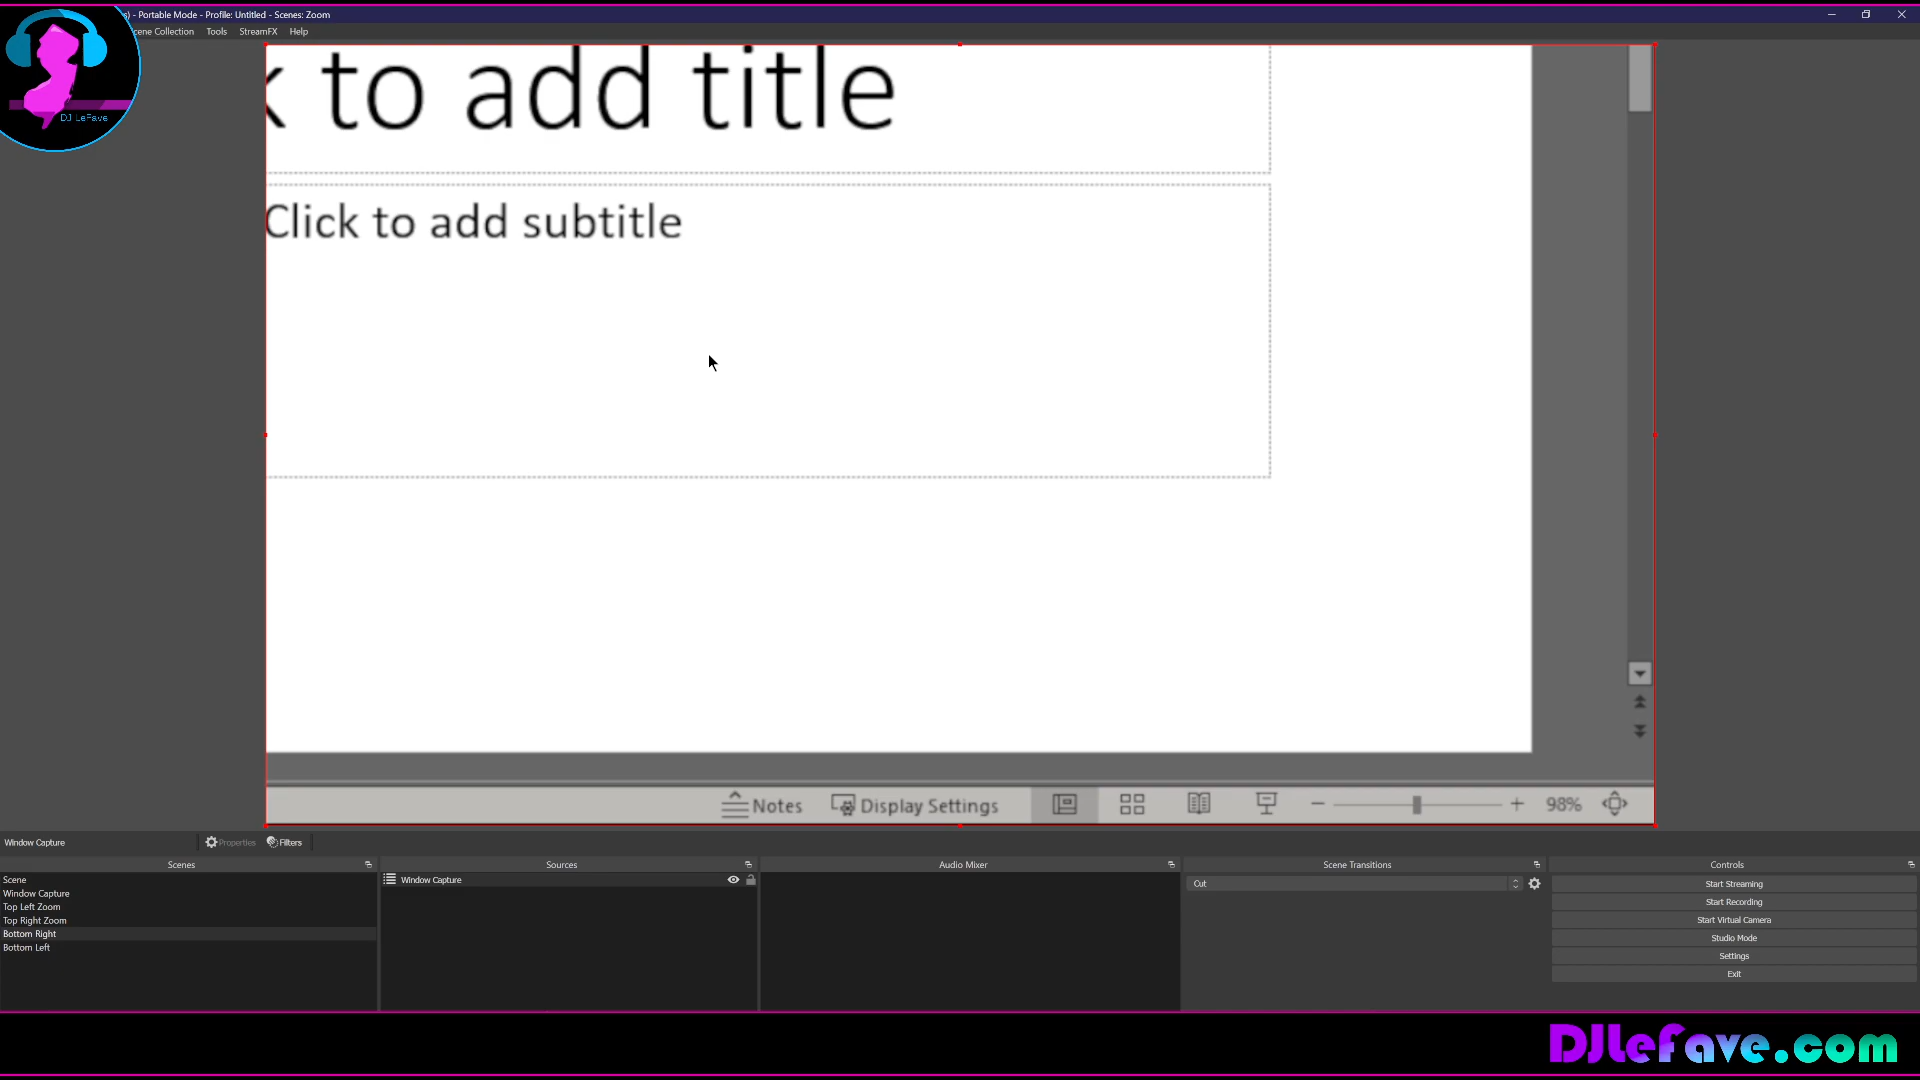 s) - Portable Mode - Profile: Untitled - Scenes: Zoom
cene Collection Tools StreamFX Help
DJ LeFave
k to add title
Click to add subtitle
Notes Display Settings 98%
Window Capture Properties Filters
Scenes Sources Audio Mixer Scene Transitions Controls
Scene
Window Capture
Top Left Zoom
Top Right Zoom
Bottom Right
Bottom Left
Window Capture
Cut
Start Streaming
Start Recording
Start Virtual Camera
Studio Mode
Settings
Exit
DJLeFave.com